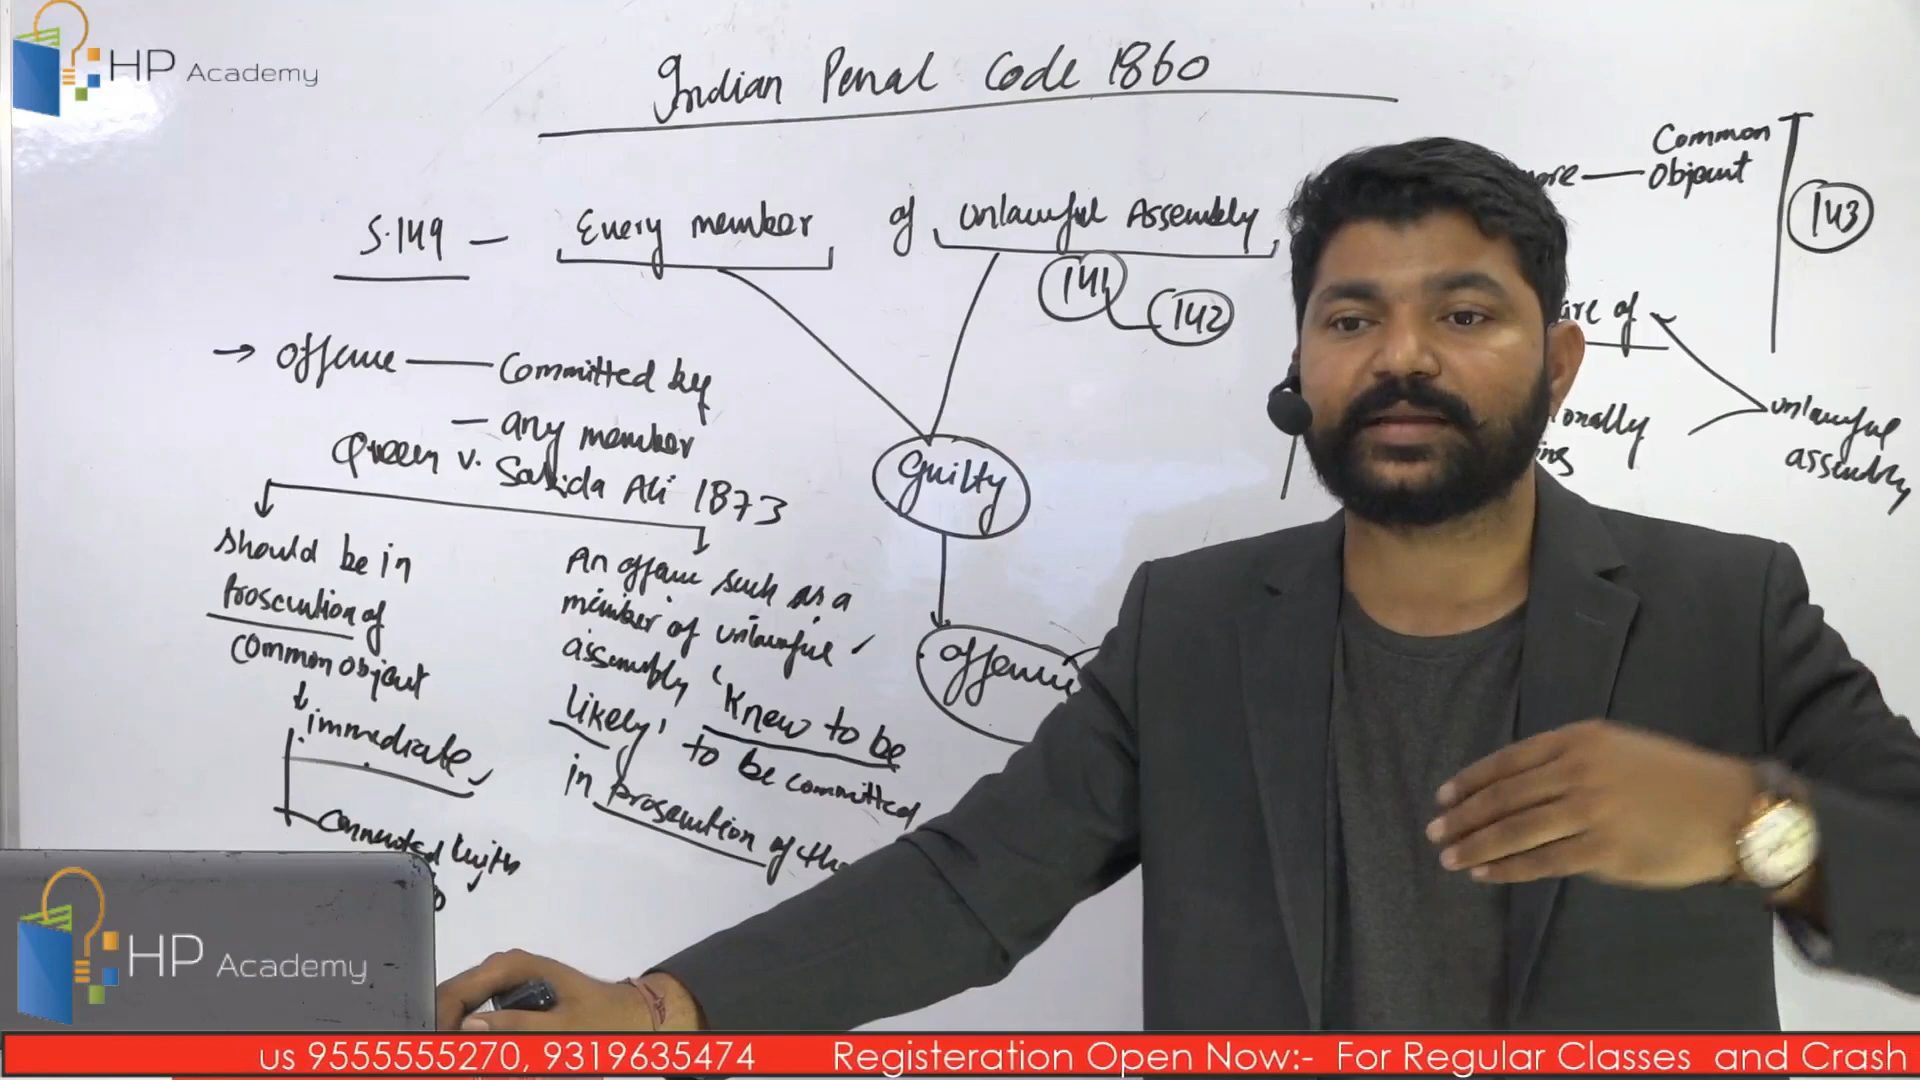 HP Academy
Indian Penal Code 1860
S.149 — Every member of unlawful Assembly
141
142
→ offence — Committed by
— any member
Queen v. Sabida Ali 1873
should be in
Prosecution of
common object
immediate
Connected with
An offence such as a
member of unlawful
assembly 'Knew to be
likely' to be committed
in prosecution of the
Guilty
offence
Common
Object
143
unlawful
assembly
HP Academy
us 9555555270, 9319635474 Registeration Open Now:- For Regular Classes and Crash